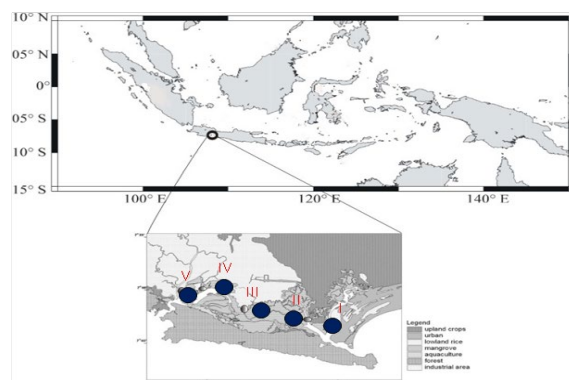 10° N
05° N
0°
05° S
10° S
15° S
100° E
120° E
140° E
V
IV
III
II
I
Legend
upland crops
urban
lowland rice
mangrove
aquaculture
forest
industrial area